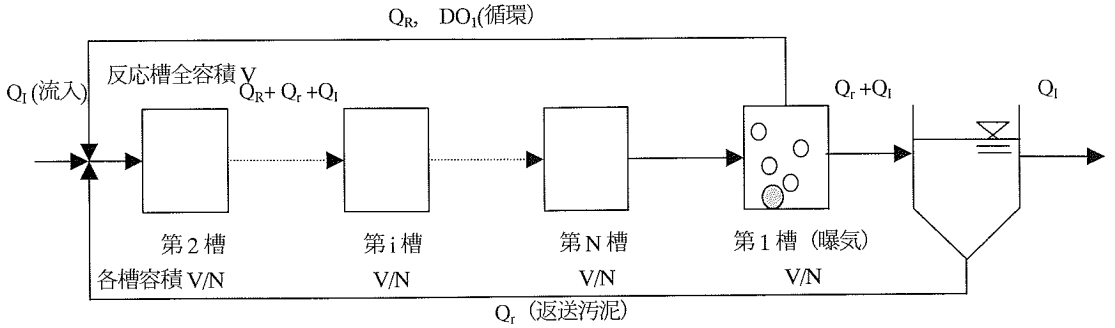 Q_R, DO_1(循環)
反応槽全容積 V
Q_I (流入)
Q_R+ Q_r +Q_I
Q_r +Q_I
Q_I
第 2 槽
第 i 槽
第 N 槽
第 1 槽（曝気）
各槽容積 V/N
V/N
V/N
V/N
Q_r（返送汚泥）